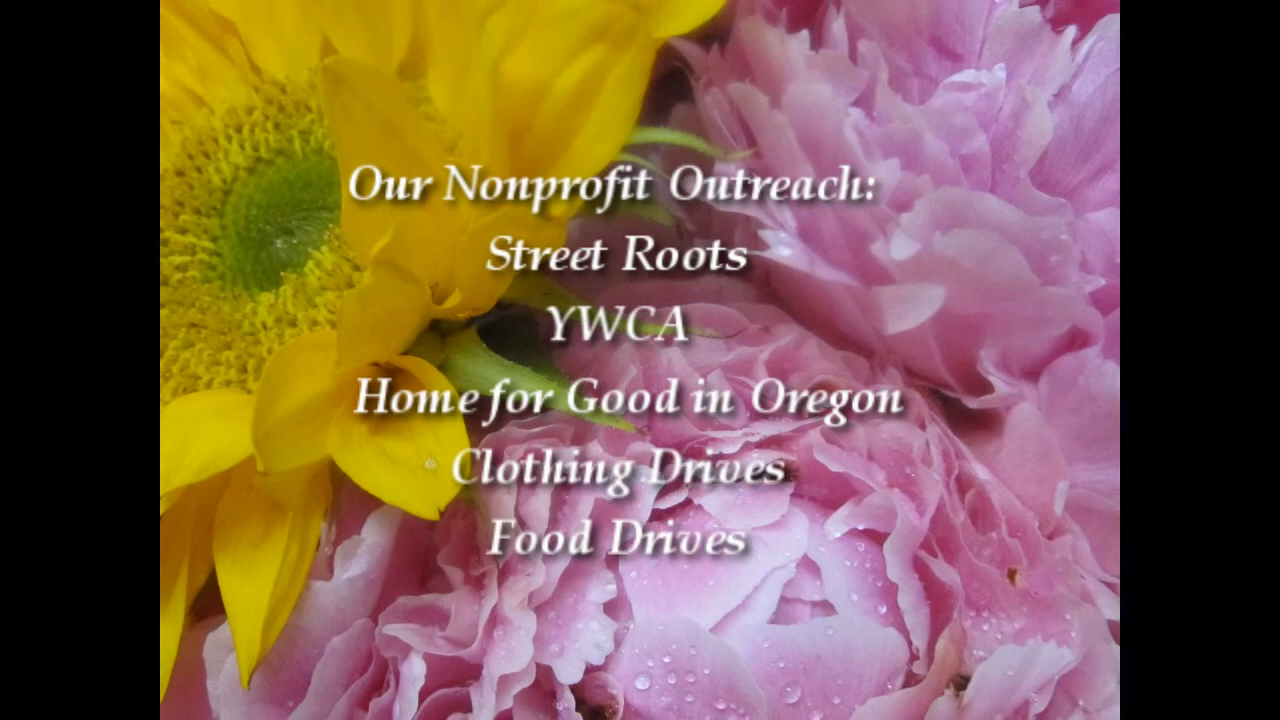 Our Nonprofit Outreach:
Street Roots
YWCA
Home for Good in Oregon
Clothing Drives
Food Drives